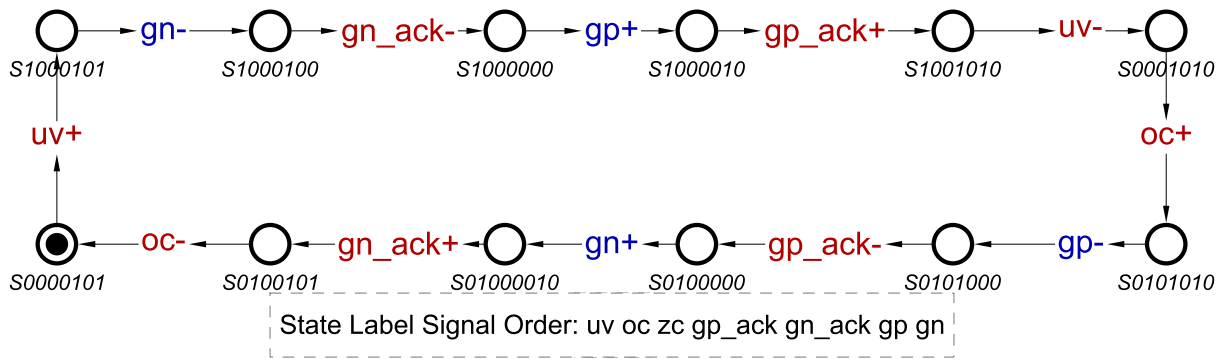 gn- gn_ack- gp+ gp_ack+ uv-
S1000101 S1000100 S1000000 S1000010 S1001010 S0001010
uv+ oc+
oc- gn_ack+ gn+ gp_ack- gp-
S0000101 S0100101 S01000010 S0100000 S0101000 S0101010
State Label Signal Order: uv oc zc gp_ack gn_ack gp gn